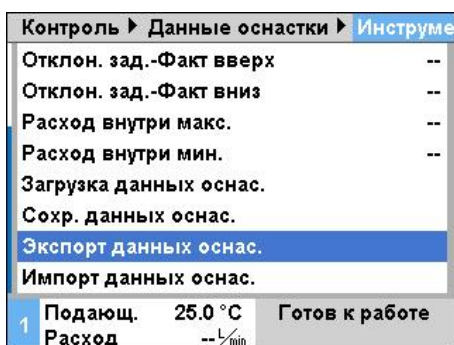 Контроль ▶ Данные оснастки ▶ Инструме
Отклон. зад.-Факт вверх --
Отклон. зад.-Факт вниз --
Расход внутри макс. --
Расход внутри мин. --
Загрузка данных оснас.
Сохр. данных оснас.
Экспорт данных оснас.
Импорт данных оснас.
1 Подающ. 25.0 °C Готов к работе
Расход -- L/min